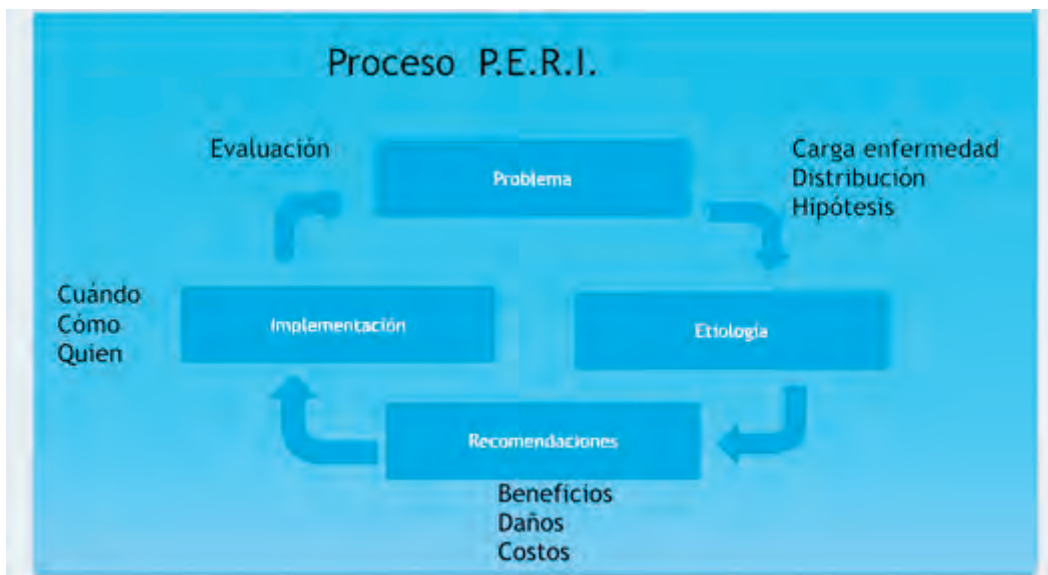 Proceso P.E.R.I.
Evaluación
Problema
Carga enfermedad
Distribución
Hipótesis
Cuándo
Cómo
Quien
Implementación
Etiología
Recomendaciones
Beneficios
Daños
Costos